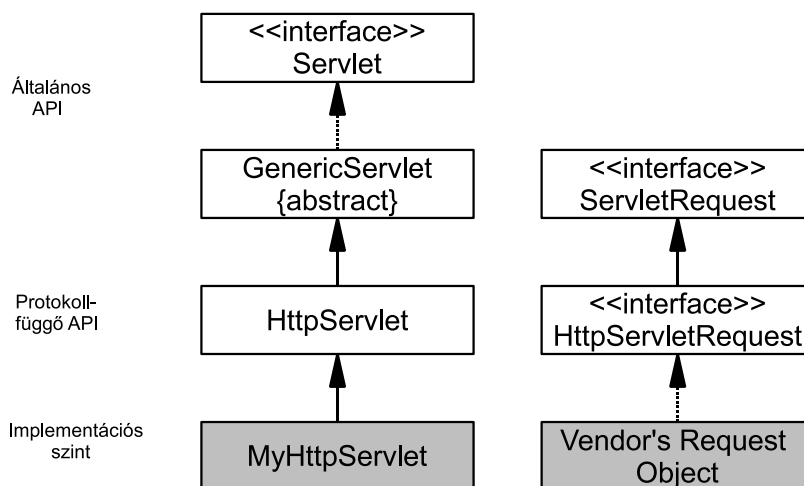 <<interface>>
Servlet
Általános
API
GenericServlet
{abstract}
<<interface>>
ServletRequest
Protokoll-
függő API
HttpServlet
<<interface>>
HttpServletRequest
Implementációs
szint
MyHttpServlet
Vendor's Request
Object